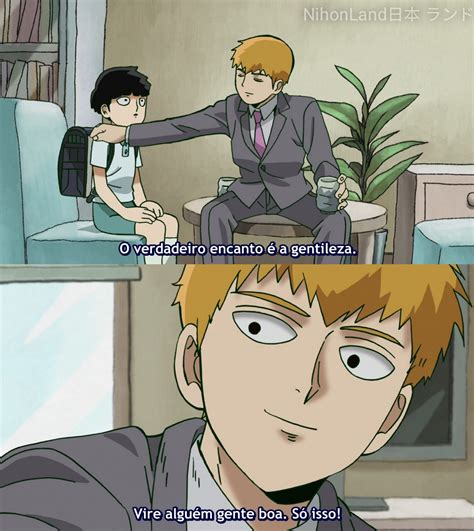 NihonLand日本 ランド
O verdadeiro encanto é a gentileza.
Vire alguém gente boa. Só isso!